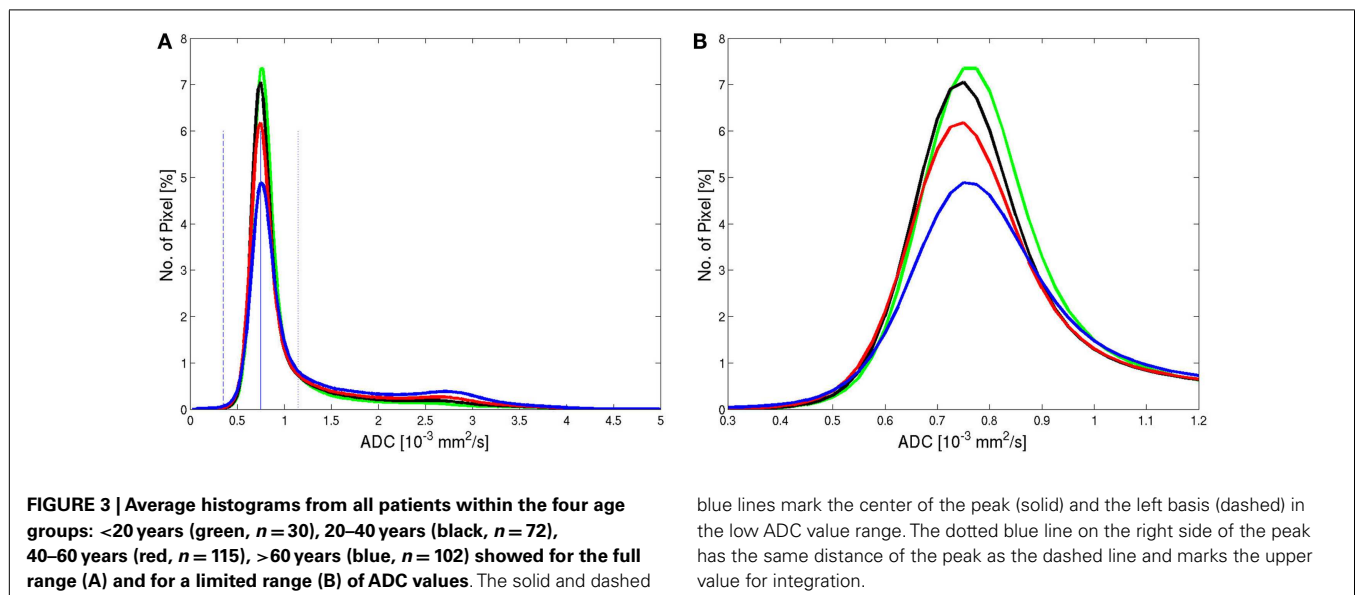 A
8
7
6
5
4
3
2
1
0
No. of Pixel [%]
0 0.5 1 1.5 2 2.5 3 3.5 4 4.5 5
ADC [10⁻³ mm²/s]
B
8
7
6
5
4
3
2
1
0
No. of Pixel [%]
0.3 0.4 0.5 0.6 0.7 0.8 0.9 1 1.1 1.2
ADC [10⁻³ mm²/s]
FIGURE 3 | Average histograms from all patients within the four age
groups: <20 years (green, n = 30), 20–40 years (black, n = 72),
40–60 years (red, n = 115), >60 years (blue, n = 102) showed for the full
range (A) and for a limited range (B) of ADC values. The solid and dashed
blue lines mark the center of the peak (solid) and the left basis (dashed) in
the low ADC value range. The dotted blue line on the right side of the peak
has the same distance of the peak as the dashed line and marks the upper
value for integration.